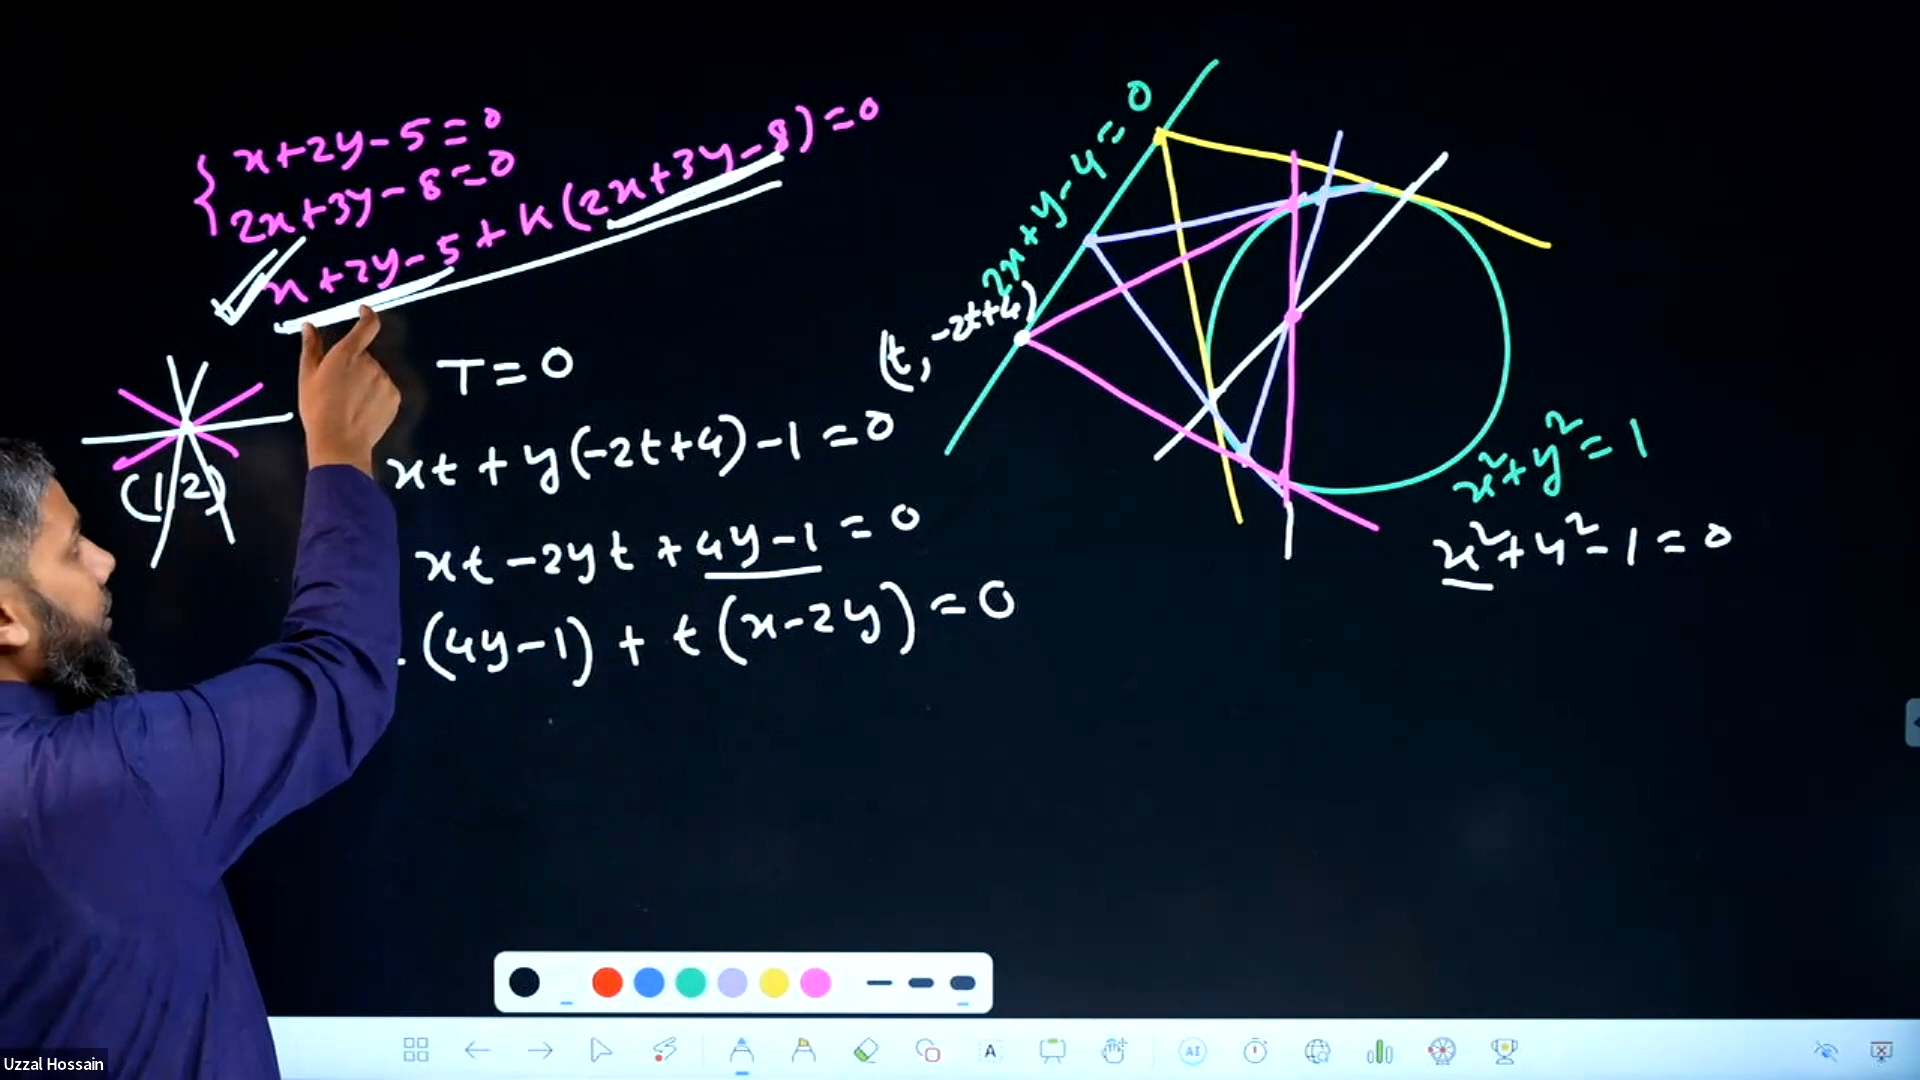 x+2y-5=0
2x+3y-8=0
x+2y-5+k(2x+3y-8)=0
(1,2)
T=0
xt+y(-2t+4)-1=0
xt-2yt+4y-1=0
(4y-1)+t(x-2y)=0
2x+y-4=0
(t,-2t+4)
x²+y²=1
x²+y²-1=0
A
AI
Uzzal Hossain